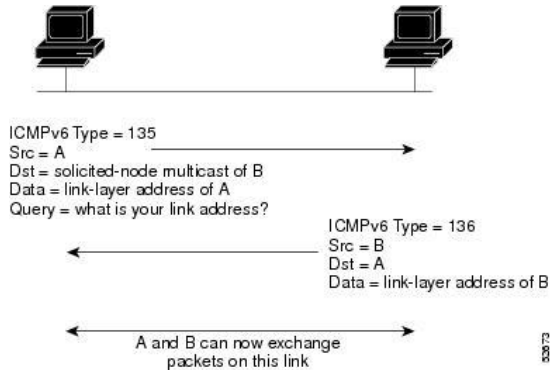 ICMPv6 Type = 135
Src = A
Dst = solicited-node multicast of B
Data = link-layer address of A
Query = what is your link address?
ICMPv6 Type = 136
Src = B
Dst = A
Data = link-layer address of B
A and B can now exchange
packets on this link